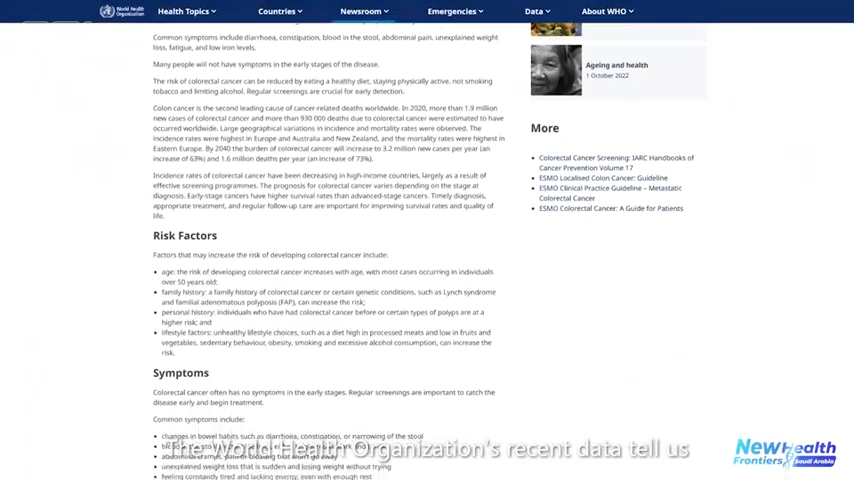 World Health Organization
Health Topics
Countries
Newsroom
Emergencies
Data
About WHO
Common symptoms include diarrhoea, constipation, blood in the stool, abdominal pain, unexplained weight
loss, fatigue, and low iron levels.
Many people will not have symptoms in the early stages of the disease.
The risk of colorectal cancer can be reduced by eating a healthy diet, staying physically active, not smoking
tobacco and limiting alcohol. Regular screenings are crucial for early detection.
Colon cancer is the second leading cause of cancer-related deaths worldwide. In 2020, more than 1.9 million
new cases of colorectal cancer and more than 930 000 deaths due to colorectal cancer were estimated to have
occurred worldwide. Large geographical variations in incidence and mortality rates were observed. The
incidence rates were highest in Europe and Australia and New Zealand, and the mortality rates were highest in
Eastern Europe. By 2040 the burden of colorectal cancer will increase to 3.2 million new cases per year (an
increase of 63%) and 1.6 million deaths per year (an increase of 73%).
Incidence rates of colorectal cancer have been decreasing in high-income countries, largely as a result of
effective screening programmes. The prognosis for colorectal cancer varies depending on the stage at
diagnosis. Early-stage cancers have higher survival rates than advanced-stage cancers. Timely diagnosis,
appropriate treatment, and regular follow-up care are important for improving survival rates and quality of
life.
Risk Factors
Factors that may increase the risk of developing colorectal cancer include:
• age: the risk of developing colorectal cancer increases with age, with most cases occurring in individuals
over 50 years old;
• family history: a family history of colorectal cancer or certain genetic conditions, such as Lynch syndrome
and familial adenomatous polyposis (FAP), can increase the risk;
• personal history: individuals who have had colorectal cancer before or certain types of polyps are at a
higher risk; and
• lifestyle factors: unhealthy lifestyle choices, such as a diet high in processed meats and low in fruits and
vegetables, sedentary behaviour, obesity, smoking and excessive alcohol consumption, can increase the
risk.
Symptoms
Colorectal cancer often has no symptoms in the early stages. Regular screenings are important to catch the
disease early and begin treatment.
Common symptoms include:
• changes in bowel habits such as diarrhoea, constipation, or narrowing of the stool
• abdominal cramps, pain or bloating that won't go away
• unexplained weight loss that is sudden and losing weight without trying
• feeling constantly tired and lacking energy, even with enough rest
Ageing and health
1 October 2022
More
• Colorectal Cancer Screening: IARC Handbooks of
Cancer Prevention Volume 17
• ESMO Localised Colon Cancer: Guideline
• ESMO Clinical Practice Guideline – Metastatic
Colorectal Cancer
• ESMO Colorectal Cancer: A Guide for Patients
The World Health Organization's recent data tell us
New Health
Frontiers
Saudi Arabia